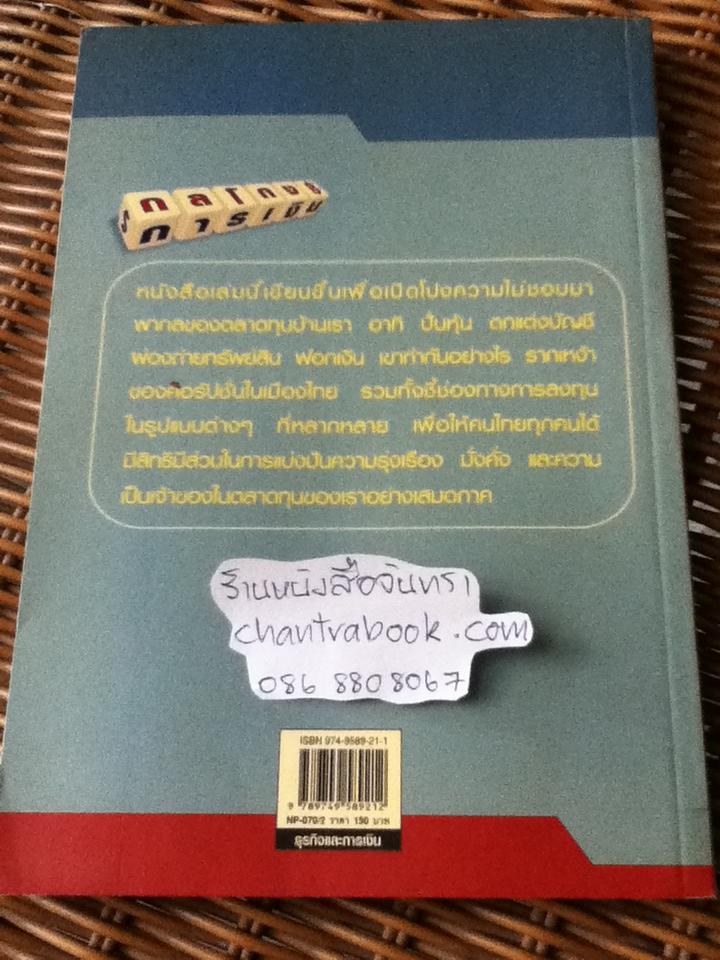 กลโกง
การเงิน
หนังสือเล่มนี้เขียนขึ้นเพื่อเปิดโปงความไม่ชอบมา
พากลของตลาดทุนบ้านเรา อาทิ ปั่นหุ้น ตกแต่งบัญชี
ผ่องถ่ายทรัพย์สิน ฟอกเงิน เขาทำกันอย่างไร รากเหง้า
ของคอรัปชั่นในเมืองไทย รวมทั้งชี้ช่องทางการลงทุน
ในรูปแบบต่างๆ ที่หลากหลาย เพื่อให้คนไทยทุกคนได้
มีสิทธิมีส่วนในการแบ่งปันความรุ่งเรือง มั่งคั่ง และความ
เป็นเจ้าของในตลาดทุนของเราอย่างเสมอภาค
ร้านหนังสือจันทรา
chantrabook.com
086 880 8067
ISBN 974-9589-21-1
9 789749 589212
NP-070/2 ราคา 190 บาท
ธุรกิจและการเงิน